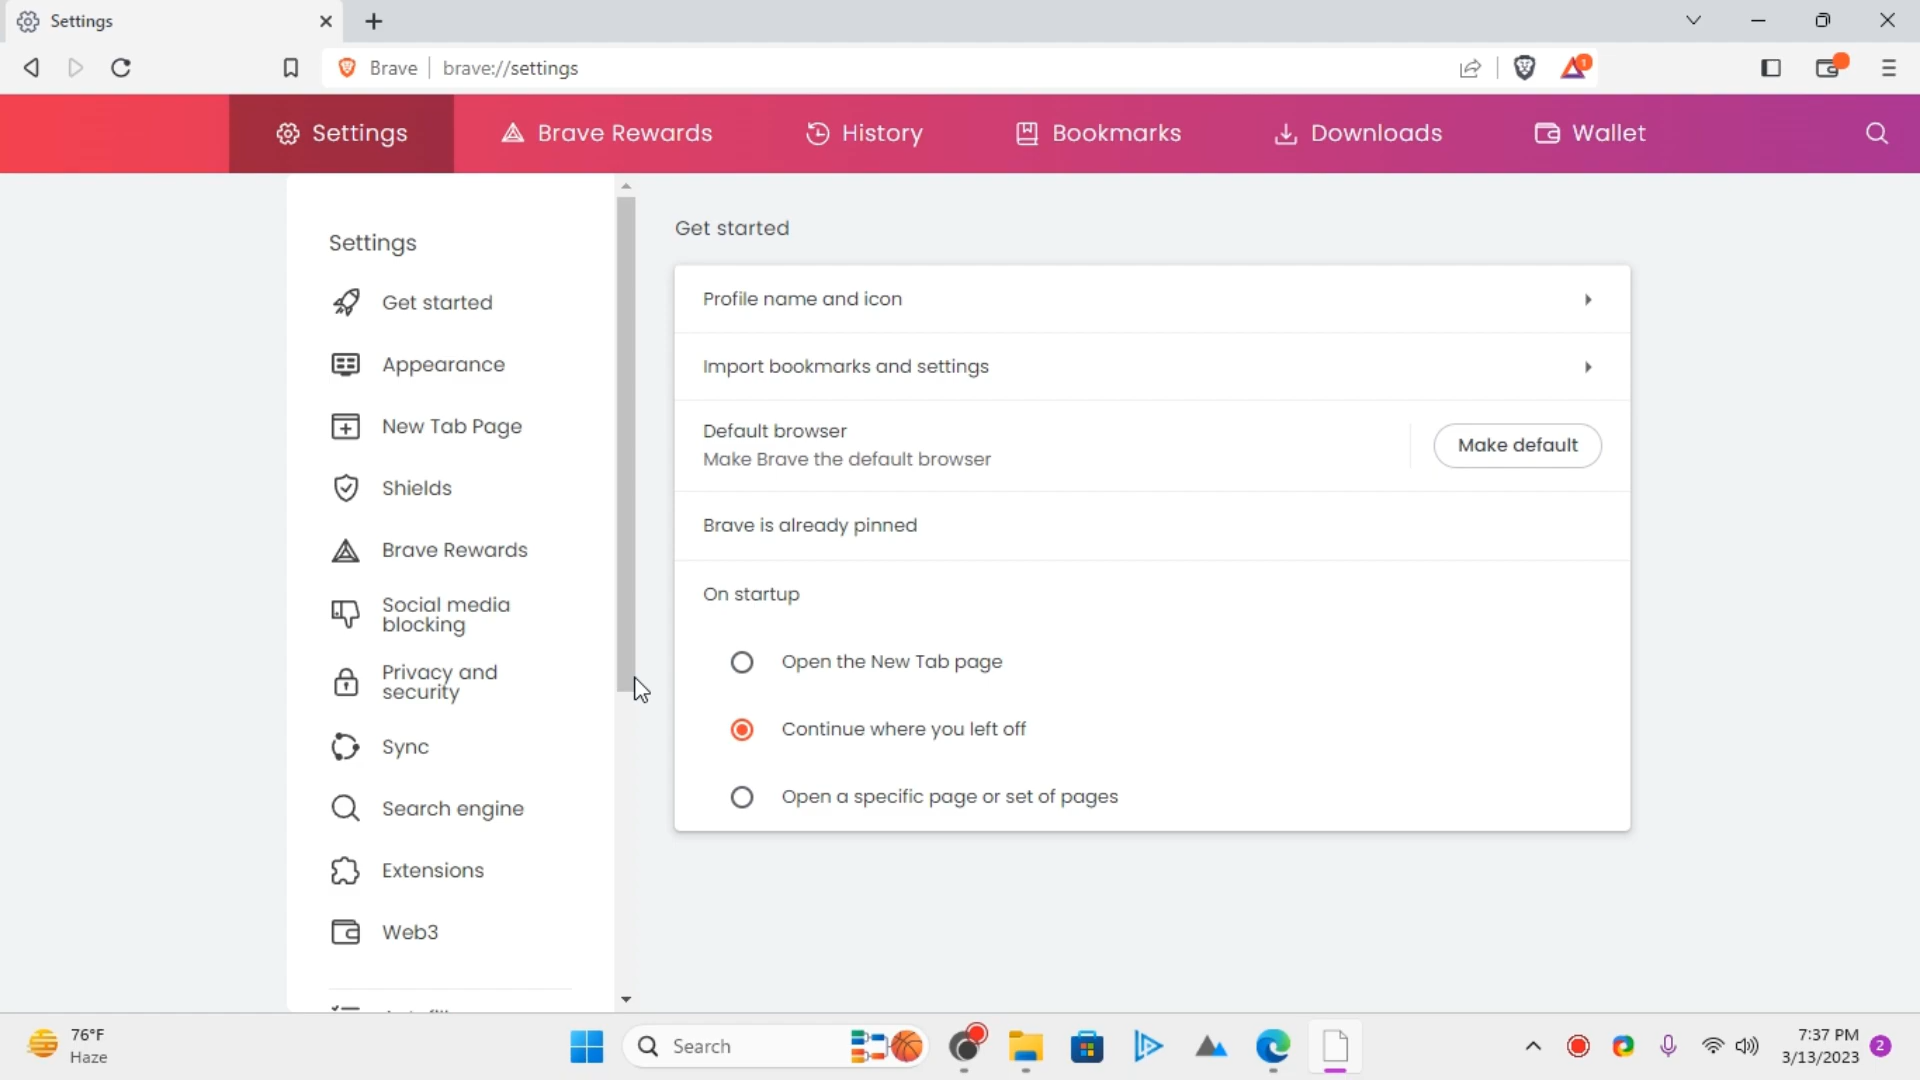 Settings
Brave
brave://settings
1
Settings
Brave Rewards
History
Bookmarks
Downloads
Wallet
Settings
Get started
Appearance
New Tab Page
Shields
Brave Rewards
Social media
blocking
Privacy and
security
Sync
Search engine
Extensions
Web3
Get started
Profile name and icon
Import bookmarks and settings
Default browser
Make Brave the default browser
Make default
Brave is already pinned
On startup
Open the New Tab page
Continue where you left off
Open a specific page or set of pages
76°F
Haze
Search
7:37 PM
3/13/2023
2